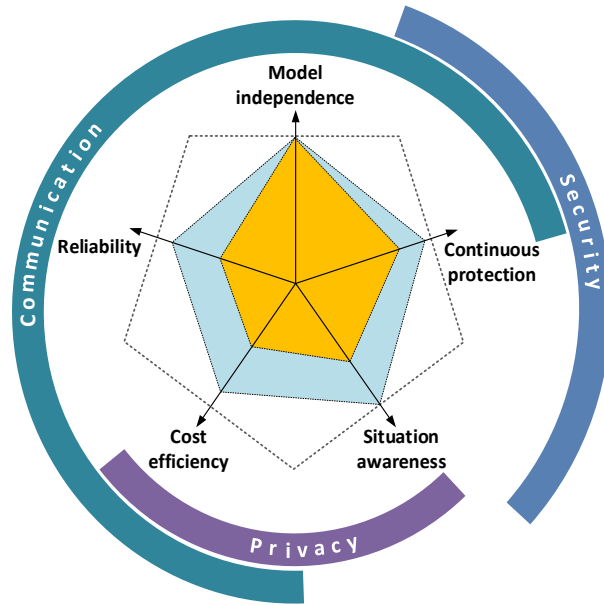 Model
independence
Communication
Security
Reliability
Continuous
protection
Cost
efficiency
Situation
awareness
Privacy